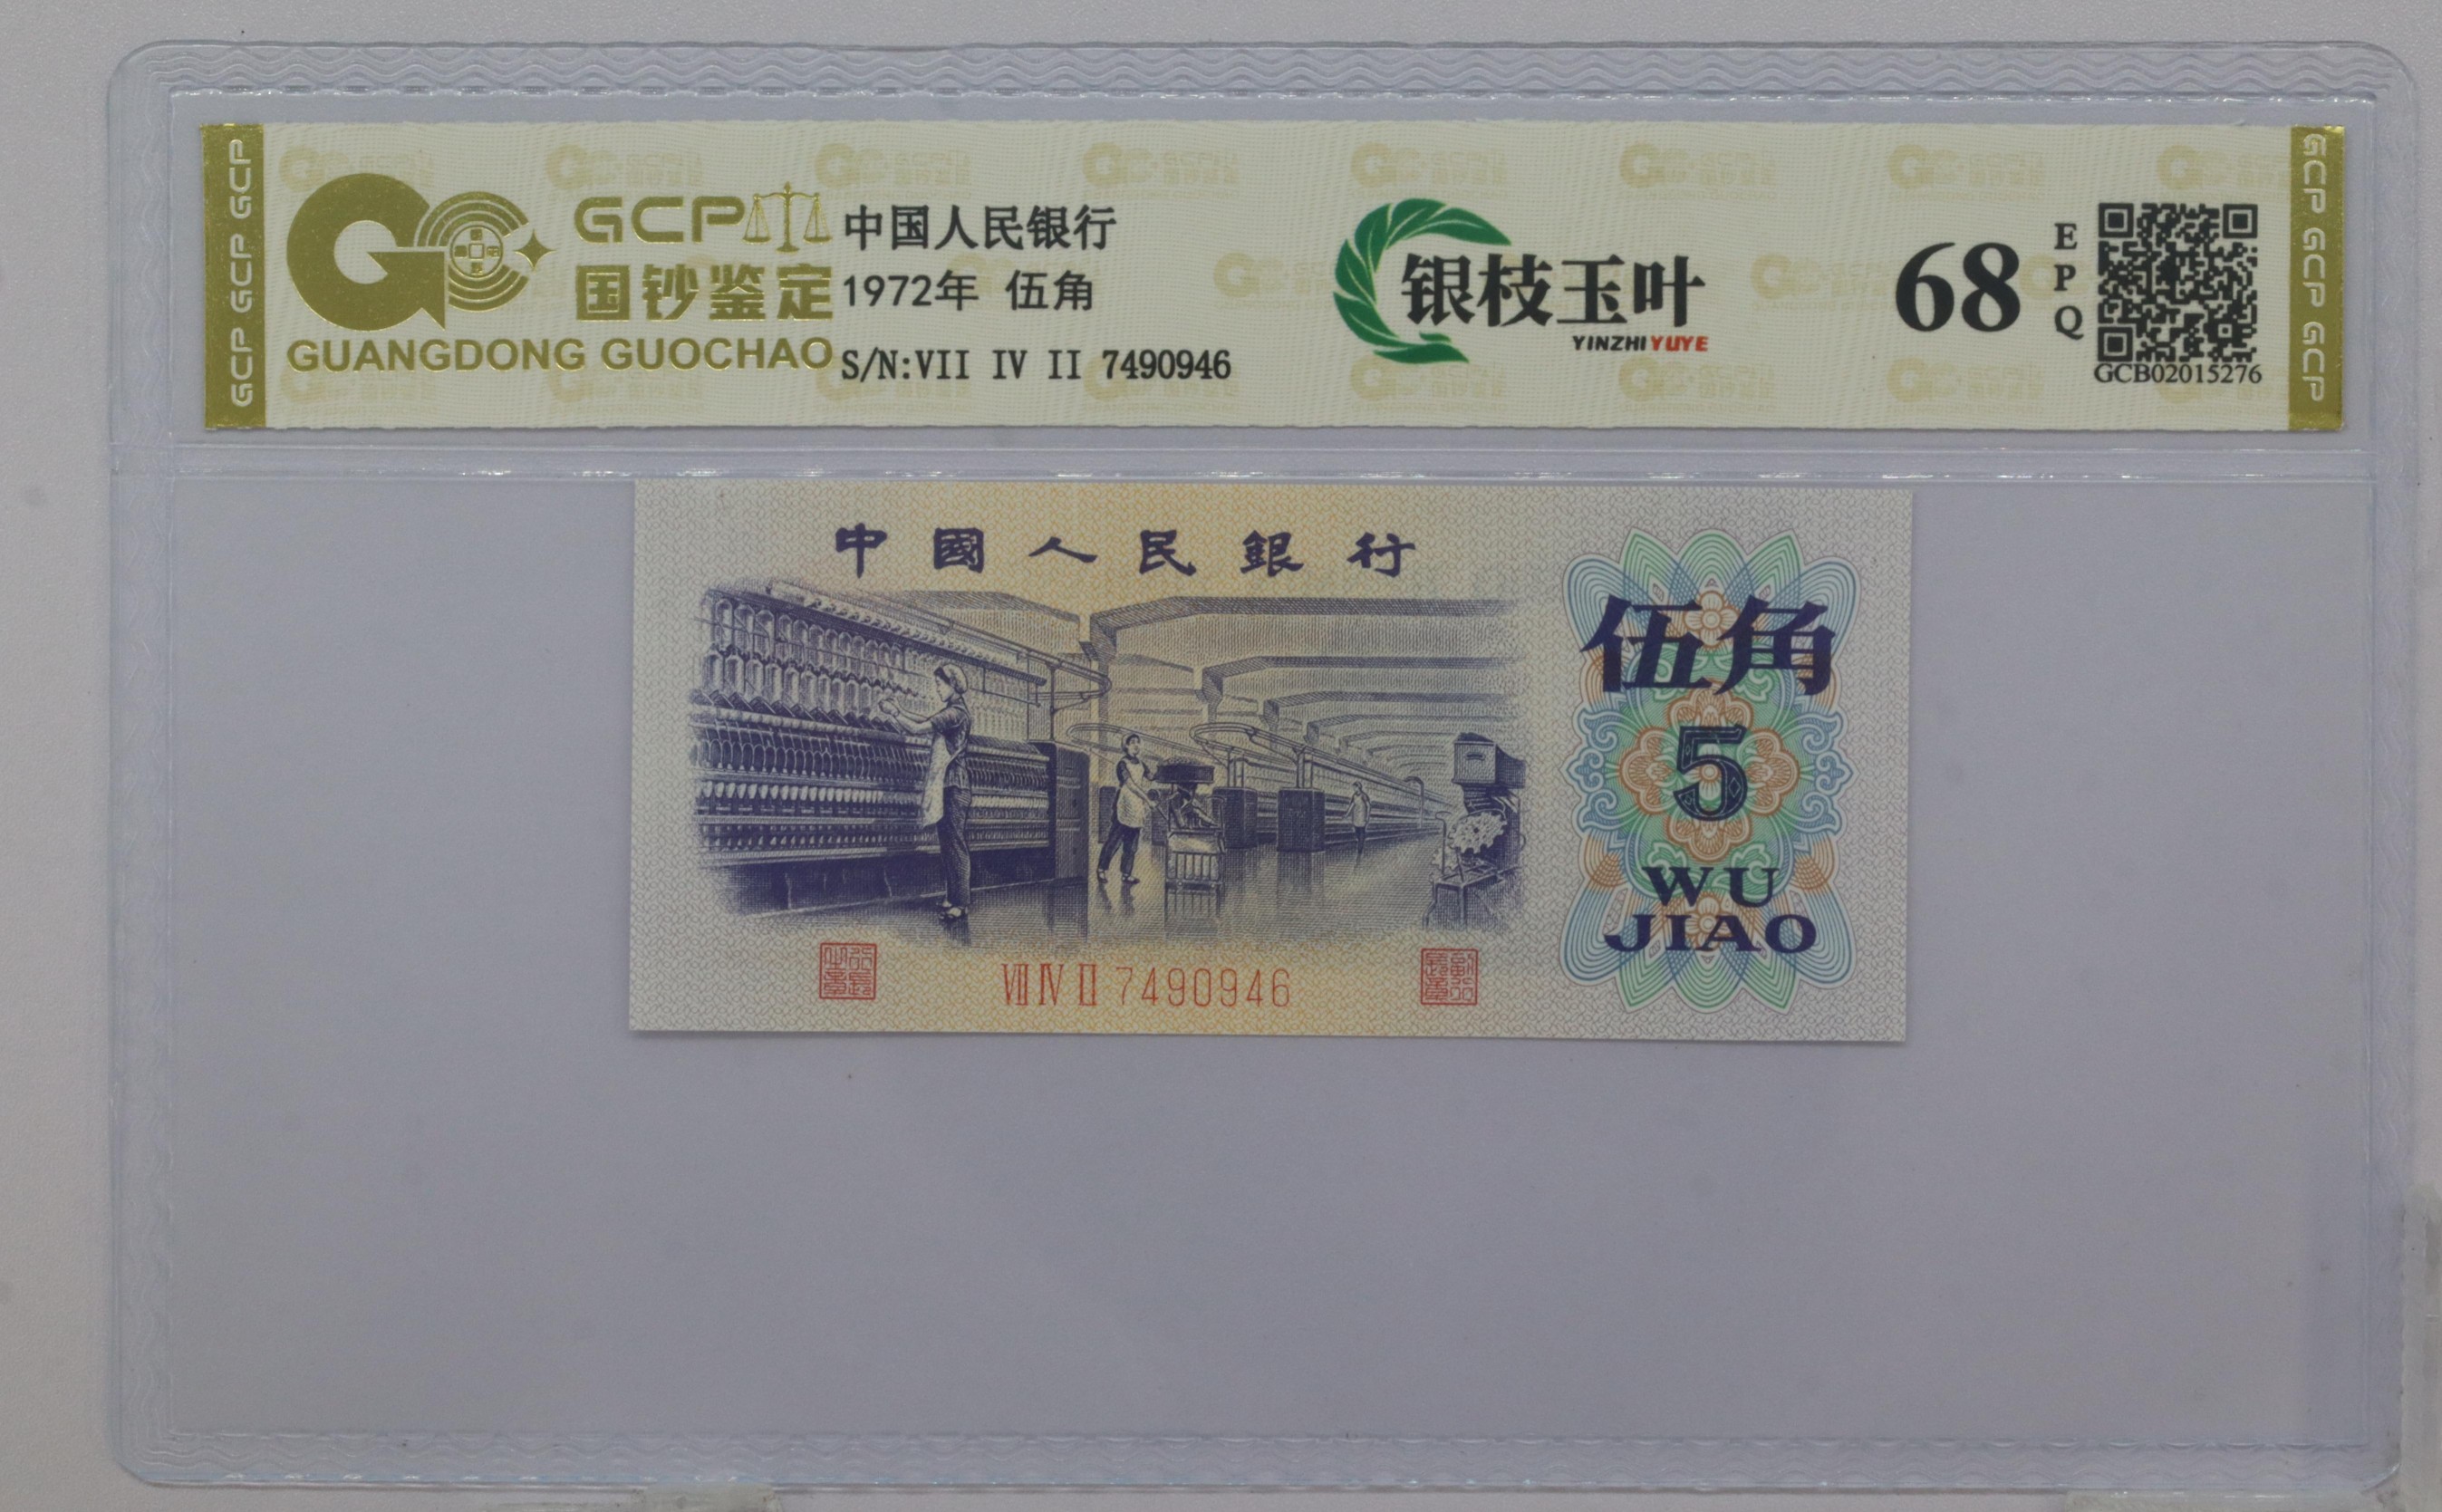 GCP GCP GCP
GCP
国钞鉴定
GUANGDONG GUOCHAO
中国人民银行
1972年 伍角
S/N:VII IV II 7490946
银枝玉叶
YINZHIYUYE
68
EPQ
GCB02015276
GCP GCP GCP
中國人民銀行
伍角
5
WU
JIAO
VII IV II 7490946